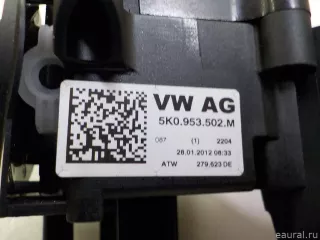 VW AG
5K0.953.502.M
087 (1) 2204
28.01.2012 08:33
ATW 279.623 DE
© eaural.ru